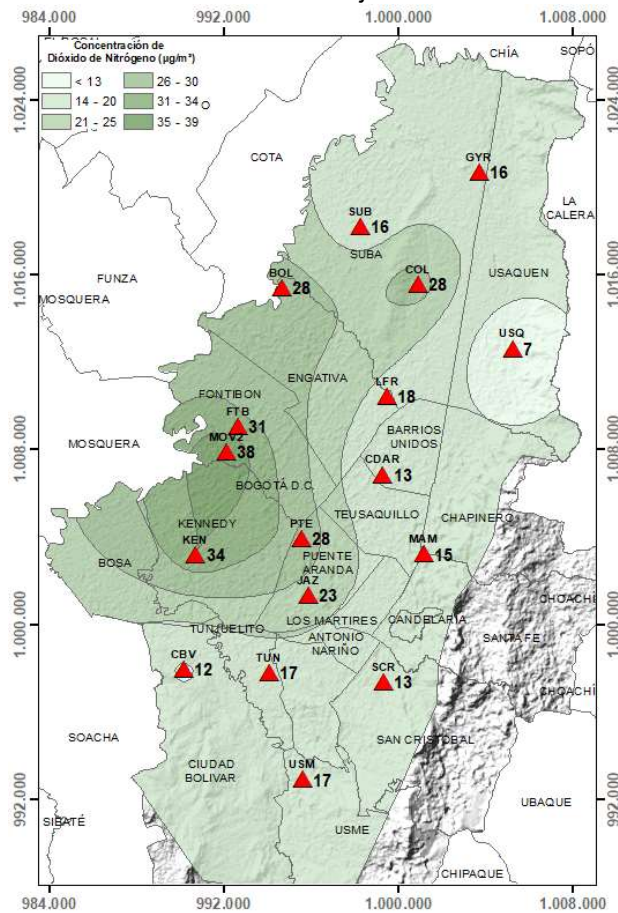 984.000 992.000 1.000.000 1.008.000
Concentración de
Dióxido de Nitrógeno (µg/m³)
< 13 26 - 30
14 - 20 31 - 34
21 - 25 35 - 39
CHÍA
SOPÓ
1.024.000 1.024.000
COTA
GYR
16
LA
CALERA
SUB
16
SUBA
1.016.000 1.016.000
FUNZA
BOL
28
COL
28
USAQUEN
MOSQUERA
USQ
7
ENGATIVA
FONTIBON
LFR
18
FTB
31
BARRIOS
UNIDOS
MOSQUERA
MOV2
38
1.008.000 1.008.000
CDAR
13
BOGOTÁ D.C.
TEUSAQUILLO
CHAPINERO
KENNEDY
KEN
34
PTE
28
MAM
15
BOSA
PUENTE
ARANDA
JAZ
23
CHOACHÍ
LOS MARTIRES
CANDELARIA
1.000.000 1.000.000
TUNJUELITO
ANTONIO
NARIÑO
SANTA FE
CBV
12
TUN
17
SCR
13
CHOACHÍ
SOACHA
SAN CRISTOBAL
CIUDAD
BOLIVAR
USM
17
992.000 992.000
UBAQUE
SIBATÉ
USME
CHIPAQUE
984.000 992.000 1.000.000 1.008.000